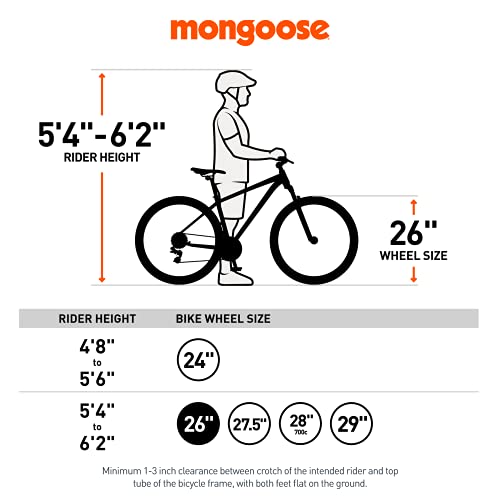 mongoose
5'4"-6'2"
RIDER HEIGHT
26"
WHEEL SIZE
RIDER HEIGHT BIKE WHEEL SIZE
4'8"
to
5'6"
24"
5'4"
to
6'2"
26" 27.5" 28" 29"
700c
Minimum 1-3 inch clearance between crotch of the intended rider and top
tube of the bicycle frame, with both feet flat on the ground.